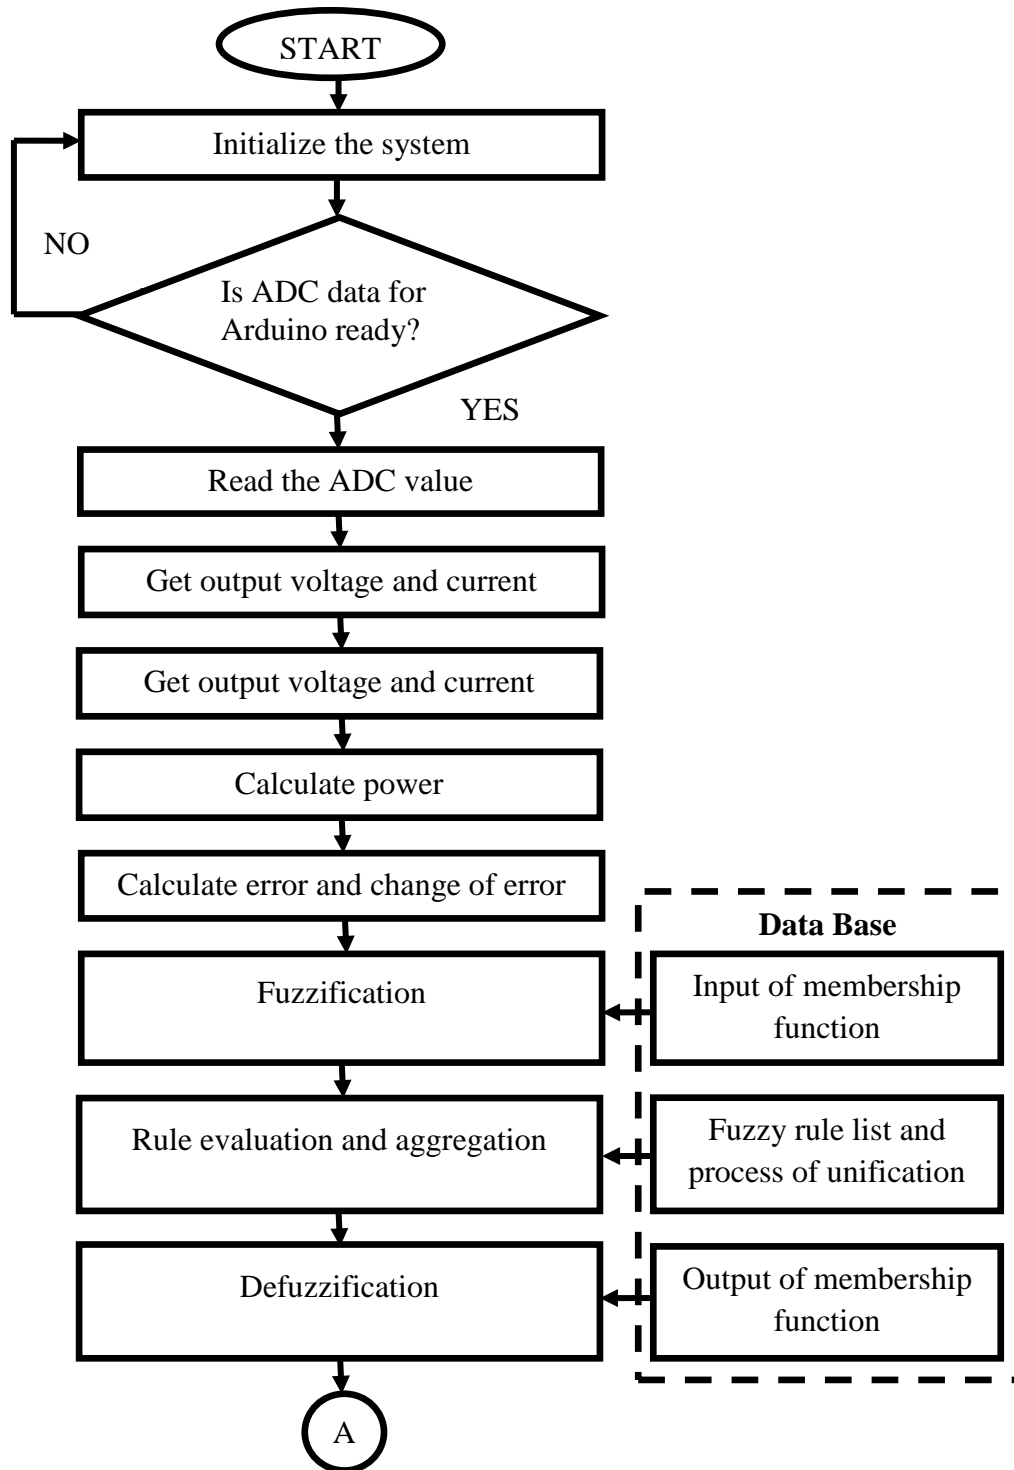 START
Initialize the system
NO
Is ADC data for
Arduino ready?
YES
Read the ADC value
Get output voltage and current
Get output voltage and current
Calculate power
Calculate error and change of error
Data Base
Fuzzification
Input of membership
function
Rule evaluation and aggregation
Fuzzy rule list and
process of unification
Defuzzification
Output of membership
function
A